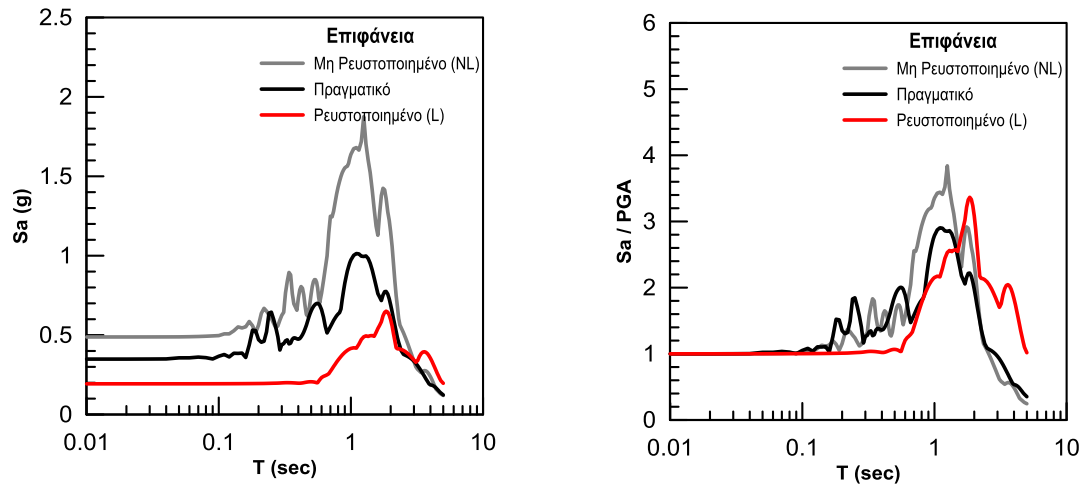 2.5
2
1.5
1
0.5
0
Sa (g)
Επιφάνεια
Μη Ρευστοποιημένο (NL)
Πραγματικό
Ρευστοποιημένο (L)
0.01
0.1
1
10
T (sec)
6
5
4
3
2
1
0
Sa / PGA
Επιφάνεια
Μη Ρευστοποιημένο (NL)
Πραγματικό
Ρευστοποιημένο (L)
0.01
0.1
1
10
T (sec)